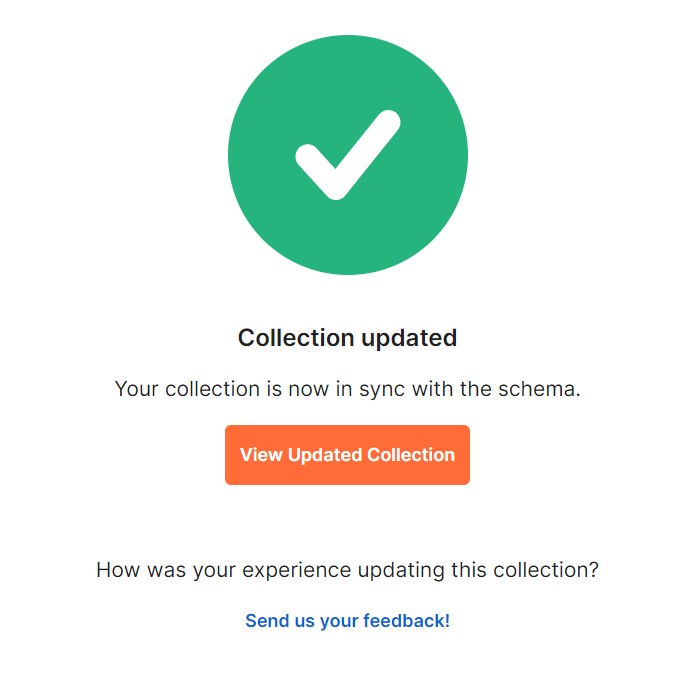 Collection updated
Your collection is now in sync with the schema.
View Updated Collection
How was your experience updating this collection?
Send us your feedback!